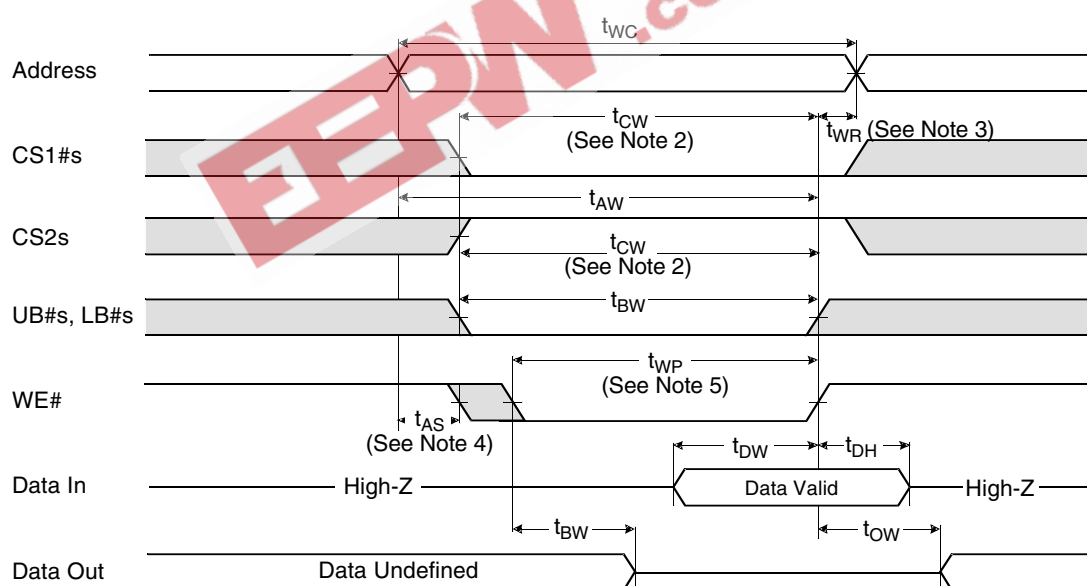 EEPW.co
tWC
Address
tCW
(See Note 2)
tWR (See Note 3)
CS1#s
tAW
CS2s
tCW
(See Note 2)
UB#s, LB#s
tBW
tWP
(See Note 5)
WE#
tAS
(See Note 4)
tDW
tDH
Data In
High-Z
Data Valid
High-Z
tBW
tOW
Data Out
Data Undefined